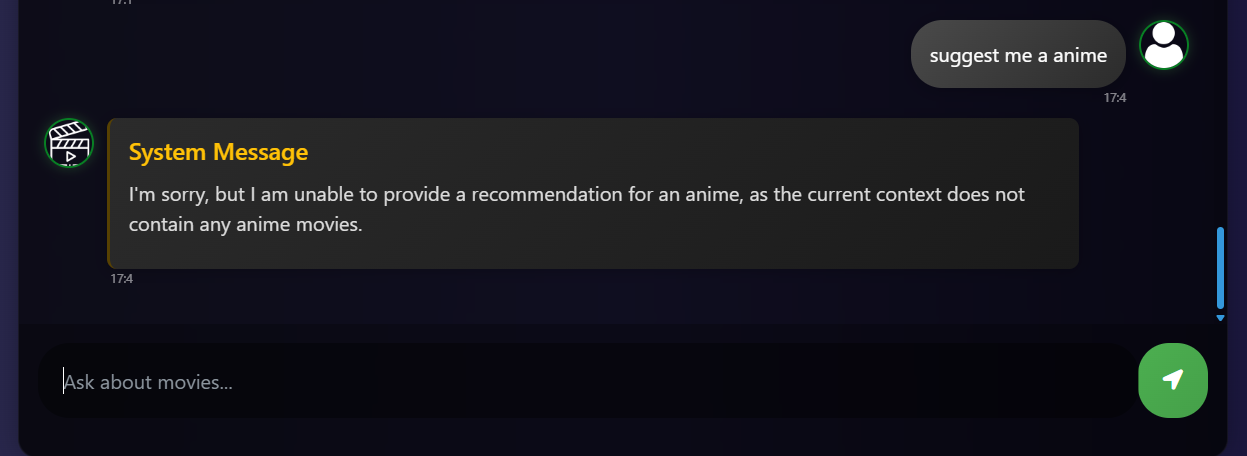 suggest me a anime
17:4
System Message
I'm sorry, but I am unable to provide a recommendation for an anime, as the current context does not
contain any anime movies.
17:4
Ask about movies...